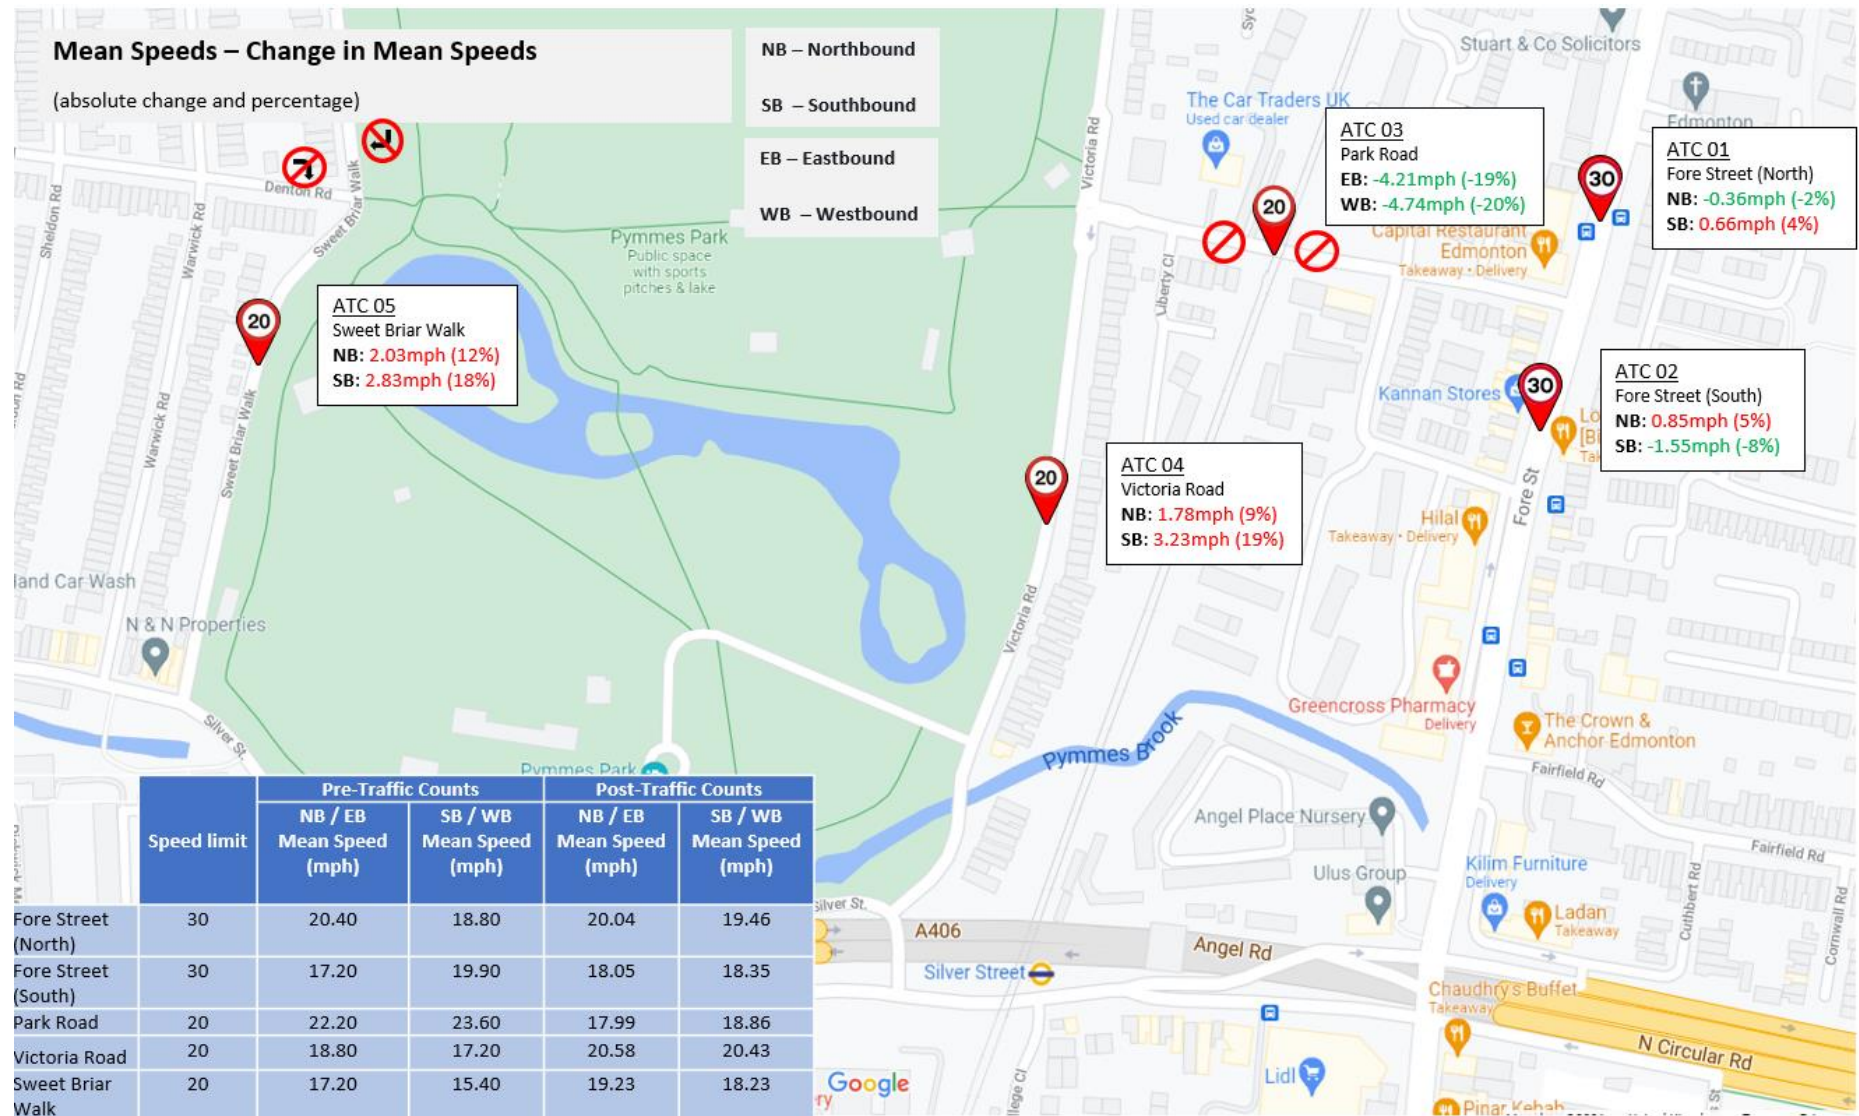 Mean Speeds – Change in Mean Speeds
(absolute change and percentage)
NB – Northbound
SB – Southbound
EB – Eastbound
WB – Westbound
Stuart & Co Solicitors
The Car Traders UK
Used car dealer
Edmonton
ATC 03
Park Road
EB: -4.21mph (-19%)
WB: -4.74mph (-20%)
ATC 01
Fore Street (North)
NB: -0.36mph (-2%)
SB: 0.66mph (4%)
30
20
Capital Restaurant
Edmonton
Takeaway • Delivery
Victoria Rd
Liberty Cl
Denton Rd
Sweet Briar Walk
Sheldon Rd
Warwick Rd
Pymmes Park
Public space
with sports
pitches & lake
20
ATC 05
Sweet Briar Walk
NB: 2.03mph (12%)
SB: 2.83mph (18%)
Warwick Rd
Sweet Briar Walk
Kannan Stores
30
ATC 02
Fore Street (South)
NB: 0.85mph (5%)
SB: -1.55mph (-8%)
20
ATC 04
Victoria Road
NB: 1.78mph (9%)
SB: 3.23mph (19%)
Fore St
Hilal
Takeaway • Delivery
Car Wash
N & N Properties
Victoria Rd
Greencross Pharmacy
Delivery
The Crown &
Anchor Edmonton
Silver St.
Pymmes Brook
Pymmes Park
Fairfield Rd
Angel Place Nursery
Fairfield Rd
Ulus Group
Kilim Furniture
Delivery
Ladan
Takeaway
Cuthbert Rd
Cornwall Rd
Silver St.
A406
Angel Rd
Silver Street
Chaudhry's Buffet
Takeaway
N Circular Rd
Lidl
Google
Pinar Kebab
Pre-Traffic Counts Post-Traffic Counts
Speed limit NB / EB Mean Speed (mph) SB / WB Mean Speed (mph) NB / EB Mean Speed (mph) SB / WB Mean Speed (mph)
Fore Street (North) 30 20.40 18.80 20.04 19.46
Fore Street (South) 30 17.20 19.90 18.05 18.35
Park Road 20 22.20 23.60 17.99 18.86
Victoria Road 20 18.80 17.20 20.58 20.43
Sweet Briar Walk 20 17.20 15.40 19.23 18.23